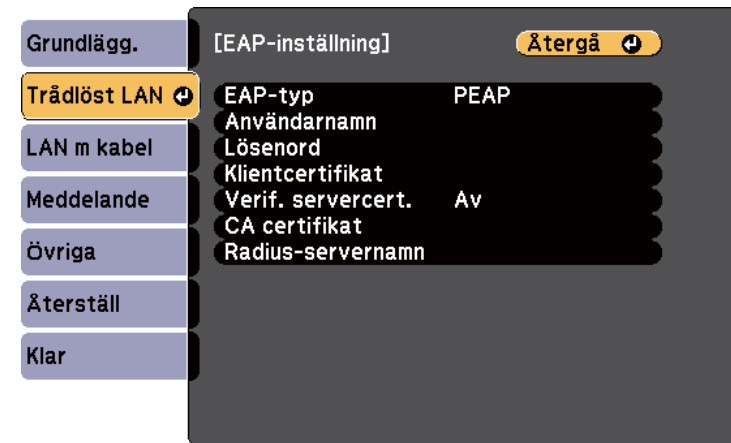 Grundlägg.
Trådlöst LAN
LAN m kabel
Meddelande
Övriga
Återställ
Klar
[EAP-inställning]
Återgå
EAP-typ PEAP
Användarnamn
Lösenord
Klientcertifikat
Verif. servercert. Av
CA certifikat
Radius-servernamn